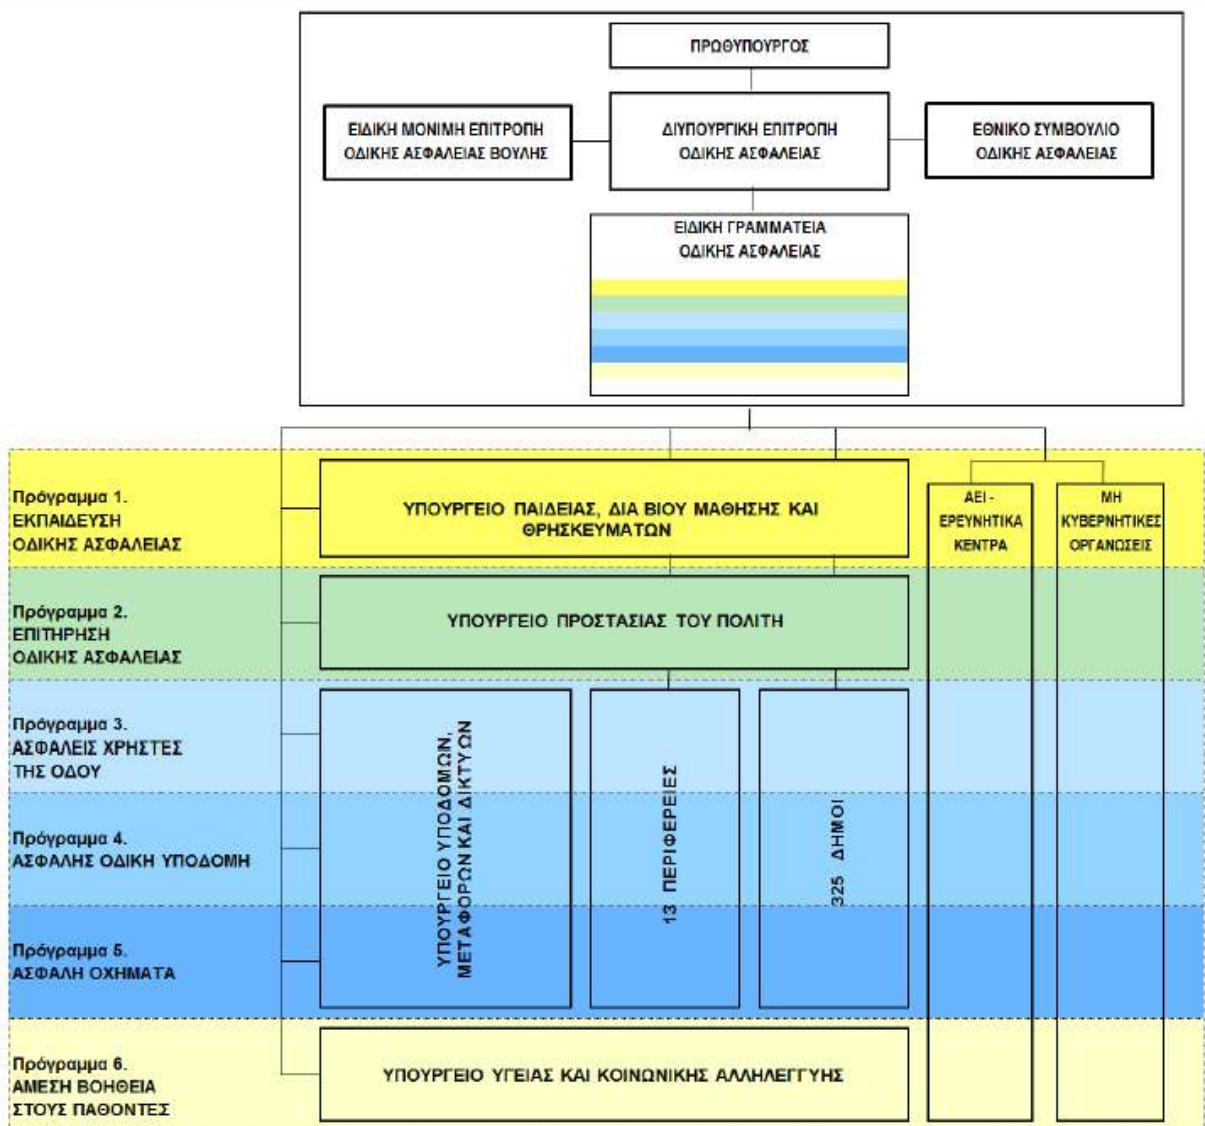 ΠΡΩΘΥΠΟΥΡΓΟΣ
ΕΙΔΙΚΗ ΜΟΝΙΜΗ ΕΠΙΤΡΟΠΗ
ΟΔΙΚΗΣ ΑΣΦΑΛΕΙΑΣ ΒΟΥΛΗΣ
ΔΙΥΠΟΥΡΓΙΚΗ ΕΠΙΤΡΟΠΗ
ΟΔΙΚΗΣ ΑΣΦΑΛΕΙΑΣ
ΕΘΝΙΚΟ ΣΥΜΒΟΥΛΙΟ
ΟΔΙΚΗΣ ΑΣΦΑΛΕΙΑΣ
ΕΙΔΙΚΗ ΓΡΑΜΜΑΤΕΙΑ
ΟΔΙΚΗΣ ΑΣΦΑΛΕΙΑΣ
Πρόγραμμα 1.
ΕΚΠΑΙΔΕΥΣΗ
ΟΔΙΚΗΣ ΑΣΦΑΛΕΙΑΣ
ΥΠΟΥΡΓΕΙΟ ΠΑΙΔΕΙΑΣ, ΔΙΑ ΒΙΟΥ ΜΑΘΗΣΗΣ ΚΑΙ
ΘΡΗΣΚΕΥΜΑΤΩΝ
ΑΕΙ -
ΕΡΕΥΝΗΤΙΚΑ
ΚΕΝΤΡΑ
ΜΗ
ΚΥΒΕΡΝΗΤΙΚΕΣ
ΟΡΓΑΝΩΣΕΙΣ
Πρόγραμμα 2.
ΕΠΙΤΗΡΗΣΗ
ΟΔΙΚΗΣ ΑΣΦΑΛΕΙΑΣ
ΥΠΟΥΡΓΕΙΟ ΠΡΟΣΤΑΣΙΑΣ ΤΟΥ ΠΟΛΙΤΗ
Πρόγραμμα 3.
ΑΣΦΑΛΕΙΣ ΧΡΗΣΤΕΣ
ΤΗΣ ΟΔΟΥ
Πρόγραμμα 4.
ΑΣΦΑΛΗΣ ΟΔΙΚΗ ΥΠΟΔΟΜΗ
Πρόγραμμα 5.
ΑΣΦΑΛΗ ΟΧΗΜΑΤΑ
ΥΠΟΥΡΓΕΙΟ ΥΠΟΔΟΜΩΝ,
ΜΕΤΑΦΟΡΩΝ ΚΑΙ ΔΙΚΤΥΩΝ
13 ΠΕΡΙΦΕΡΕΙΕΣ
325 ΔΗΜΟΙ
Πρόγραμμα 6.
ΑΜΕΣΗ ΒΟΗΘΕΙΑ
ΣΤΟΥΣ ΠΑΘΟΝΤΕΣ
ΥΠΟΥΡΓΕΙΟ ΥΓΕΙΑΣ ΚΑΙ ΚΟΙΝΩΝΙΚΗΣ ΑΛΛΗΛΕΓΓΥΗΣ